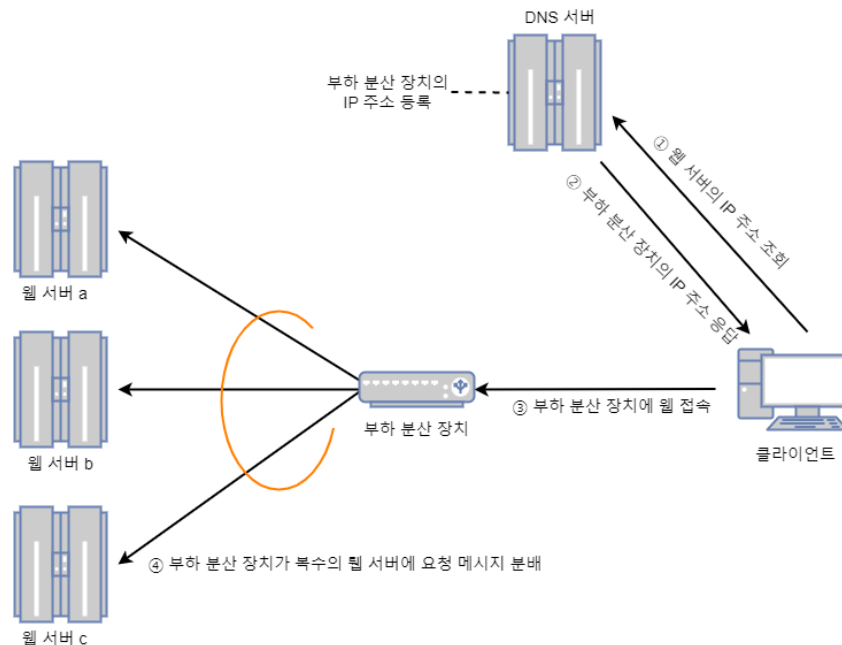 DNS 서버
부하 분산 장치의
IP 주소 등록
① 웹 서버의 IP 주소 조회
② 부하 분산 장치의 IP 주소 응답
웹 서버 a
③ 부하 분산 장치에 웹 접속
부하 분산 장치
클라이언트
웹 서버 b
④ 부하 분산 장치가 복수의 퉵 서버에 요청 메시지 분배
웹 서버 c